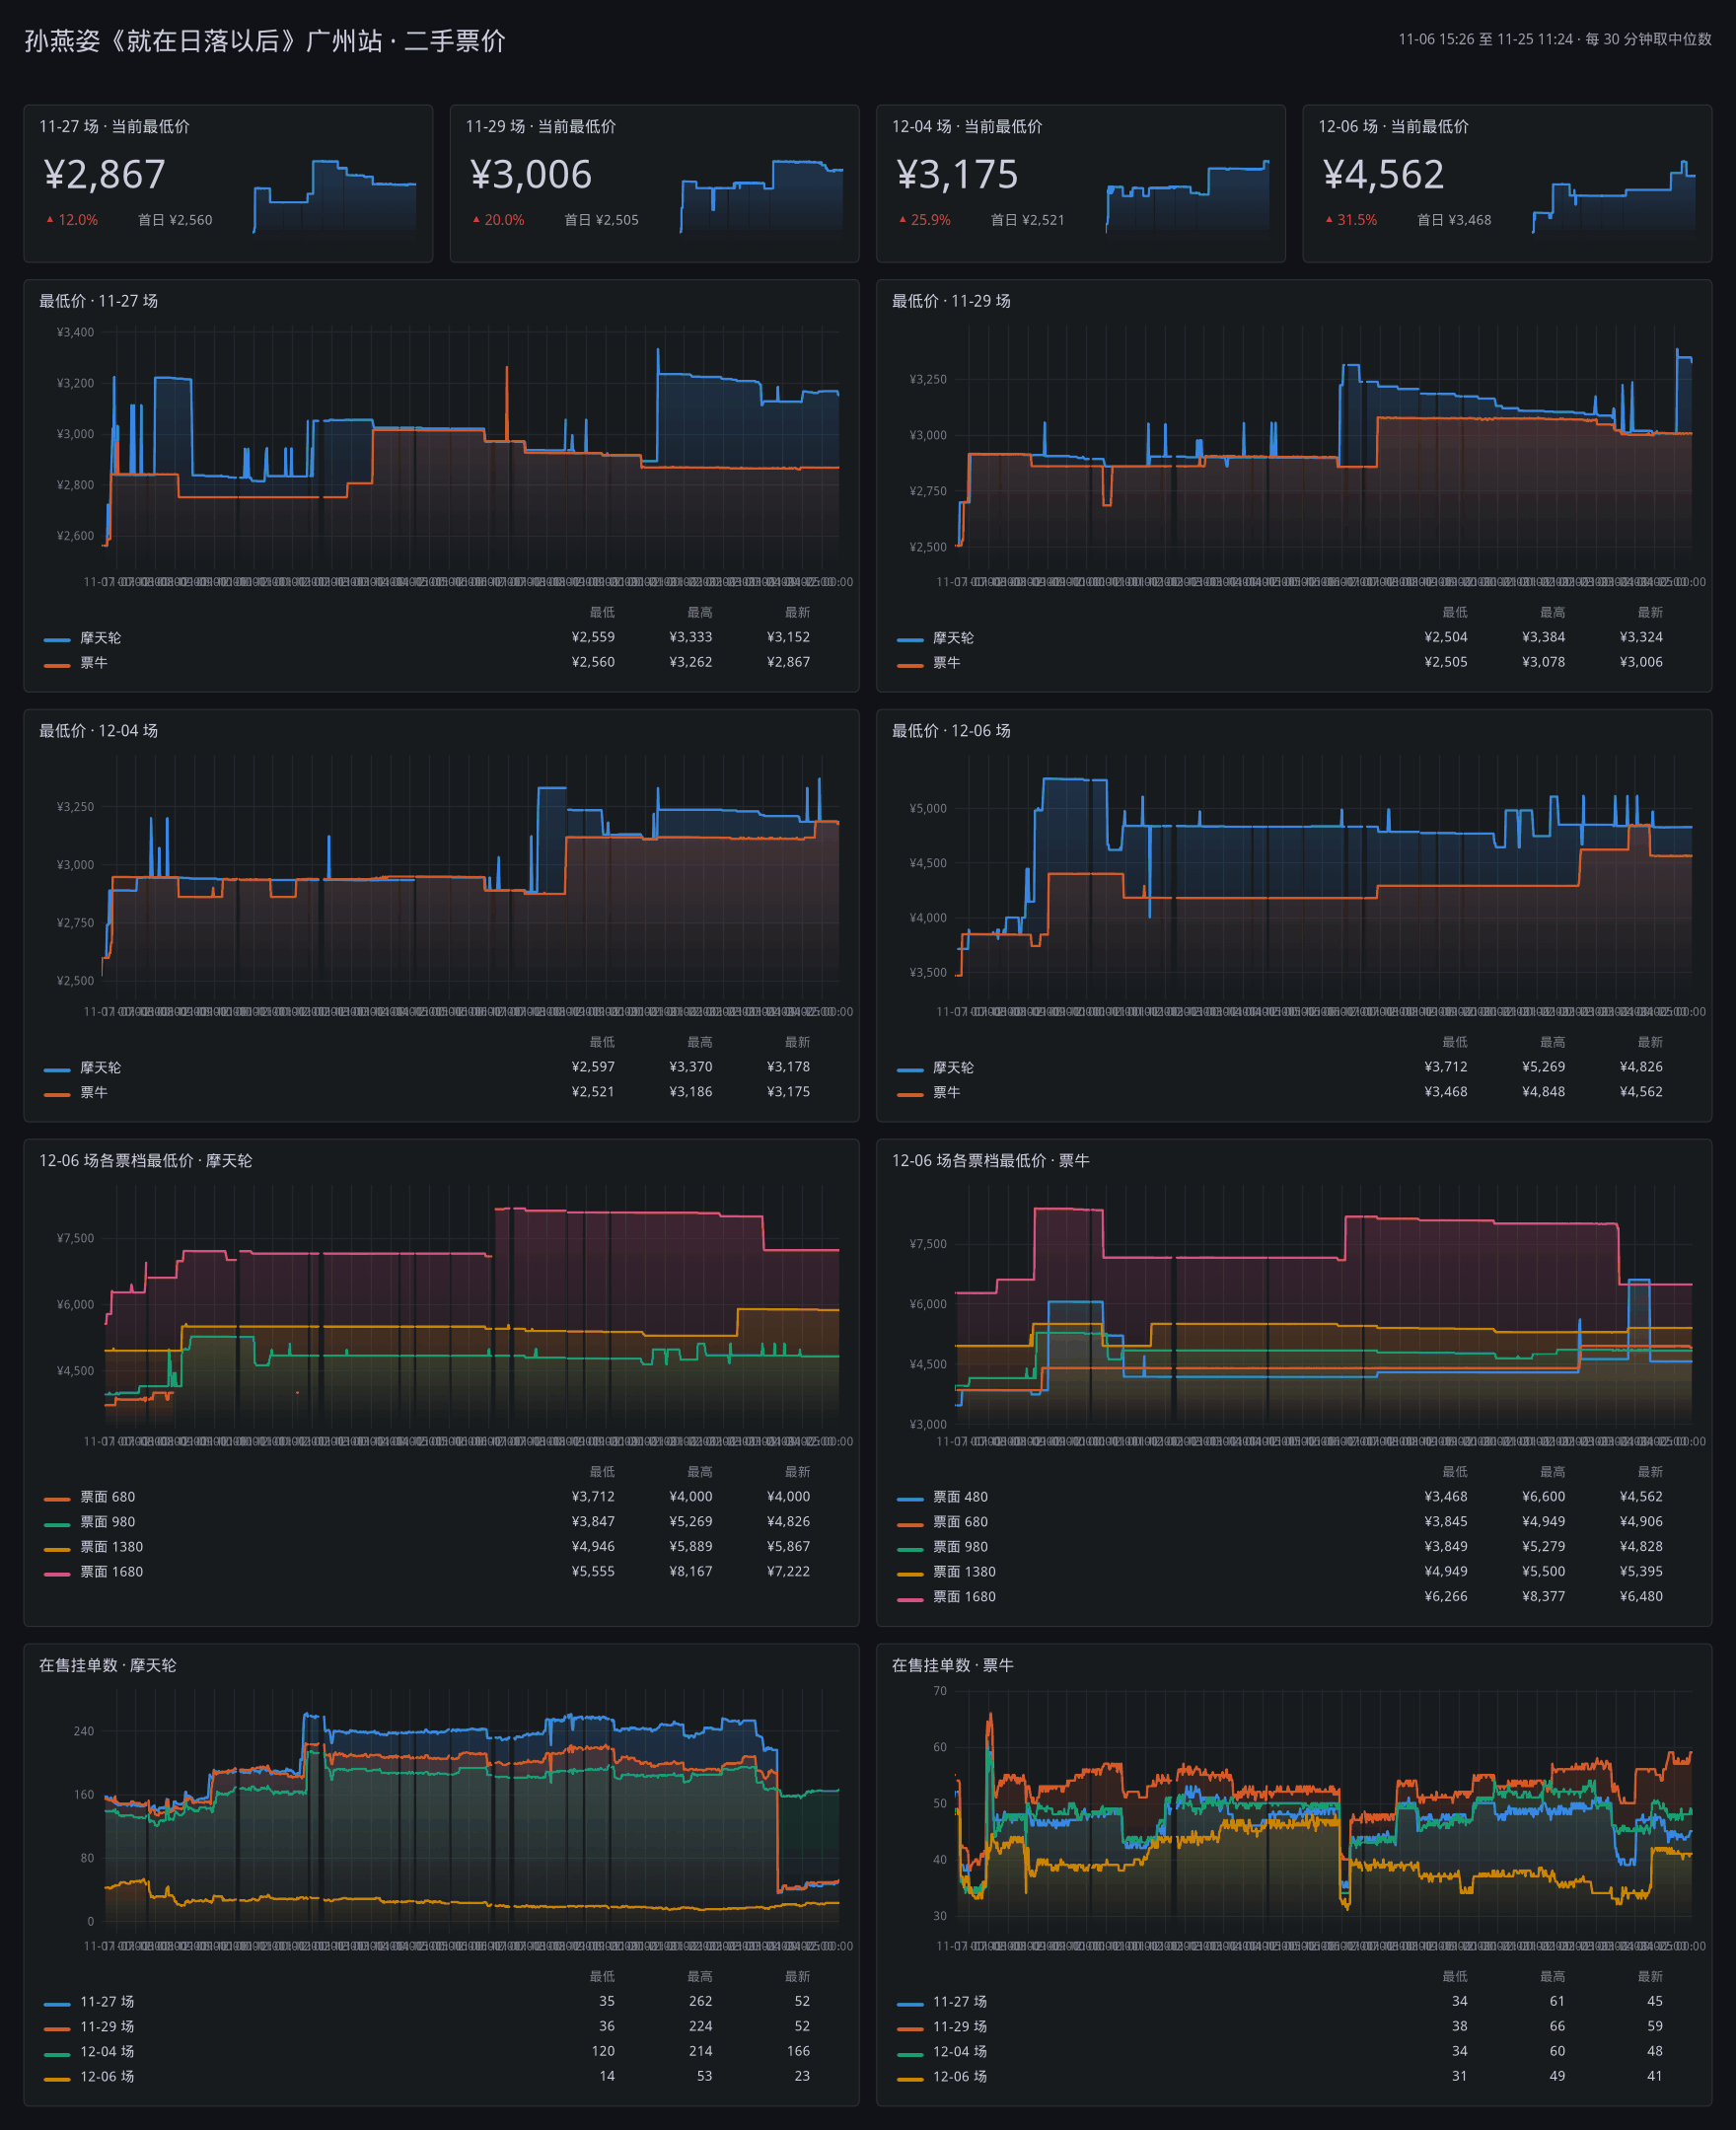 孙燕姿《就在日落以后》广州站 · 二手票价
11-06 15:26 至 11-25 11:24 · 每 30 分钟取中位数
11-27 场 · 当前最低价
¥2,867
12.0% 首日 ¥2,560
11-29 场 · 当前最低价
¥3,006
20.0% 首日 ¥2,505
12-04 场 · 当前最低价
¥3,175
25.9% 首日 ¥2,521
12-06 场 · 当前最低价
¥4,562
31.5% 首日 ¥3,468
最低价 · 11-27 场
¥3,400
¥3,200
¥3,000
¥2,800
¥2,600
最低 最高 最新
摩天轮 ¥2,559 ¥3,333 ¥3,152
票牛 ¥2,560 ¥3,262 ¥2,867
最低价 · 11-29 场
¥3,250
¥3,000
¥2,750
¥2,500
最低 最高 最新
摩天轮 ¥2,504 ¥3,384 ¥3,324
票牛 ¥2,505 ¥3,078 ¥3,006
最低价 · 12-04 场
¥3,250
¥3,000
¥2,750
¥2,500
最低 最高 最新
摩天轮 ¥2,597 ¥3,370 ¥3,178
票牛 ¥2,521 ¥3,186 ¥3,175
最低价 · 12-06 场
¥5,000
¥4,500
¥4,000
¥3,500
最低 最高 最新
摩天轮 ¥3,712 ¥5,269 ¥4,826
票牛 ¥3,468 ¥4,848 ¥4,562
12-06 场各票档最低价 · 摩天轮
¥7,500
¥6,000
¥4,500
最低 最高 最新
票面 680 ¥3,712 ¥4,000 ¥4,000
票面 980 ¥3,847 ¥5,269 ¥4,826
票面 1380 ¥4,946 ¥5,889 ¥5,867
票面 1680 ¥5,555 ¥8,167 ¥7,222
12-06 场各票档最低价 · 票牛
¥7,500
¥6,000
¥4,500
¥3,000
最低 最高 最新
票面 480 ¥3,468 ¥6,600 ¥4,562
票面 680 ¥3,845 ¥4,949 ¥4,906
票面 980 ¥3,849 ¥5,279 ¥4,828
票面 1380 ¥4,949 ¥5,500 ¥5,395
票面 1680 ¥6,266 ¥8,377 ¥6,480
在售挂单数 · 摩天轮
240
160
80
0
最低 最高 最新
11-27 场 35 262 52
11-29 场 36 224 52
12-04 场 120 214 166
12-06 场 14 53 23
在售挂单数 · 票牛
70
60
50
40
30
最低 最高 最新
11-27 场 34 61 45
11-29 场 38 66 59
12-04 场 34 60 48
12-06 场 31 49 41